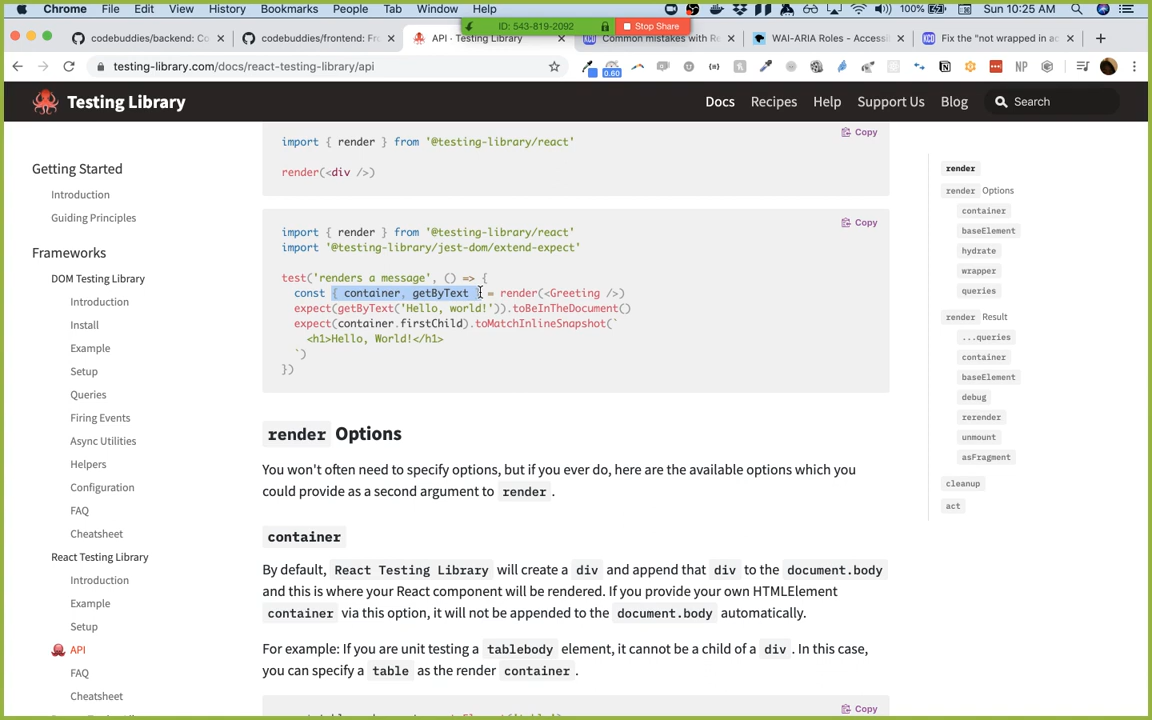 Chrome File Edit View History Bookmarks People Tab Window Help 100% Sun 10:25 AM
ID: 543-819-2092 Stop Share
codebuddies/backend: Co × codebuddies/frontend: Fro × API · Testing Library × Common mistakes with Re × WAI-ARIA Roles - Accessi × Fix the "not wrapped in ac × +
testing-library.com/docs/react-testing-library/api
0.60
NP
Testing Library
Docs Recipes Help Support Us Blog Search
Getting Started
Introduction
Guiding Principles
Frameworks
DOM Testing Library
Introduction
Install
Example
Setup
Queries
Firing Events
Async Utilities
Helpers
Configuration
FAQ
Cheatsheet
React Testing Library
Introduction
Example
Setup
API
FAQ
Cheatsheet
Copy
import { render } from '@testing-library/react'
render(<div />)
Copy
import { render } from '@testing-library/react'
import '@testing-library/jest-dom/extend-expect'
test('renders a message', () => {
const { container, getByText } = render(<Greeting />)
expect(getByText('Hello, world!')).toBeInTheDocument()
expect(container.firstChild).toMatchInlineSnapshot(`
<h1>Hello, World!</h1>
`)
})
render Options
You won't often need to specify options, but if you ever do, here are the available options which you
could provide as a second argument to render .
container
By default, React Testing Library will create a div and append that div to the document.body
and this is where your React component will be rendered. If you provide your own HTMLElement
container via this option, it will not be appended to the document.body automatically.
For example: If you are unit testing a tablebody element, it cannot be a child of a div . In this case,
you can specify a table as the render container .
Copy
render
render Options
container
baseElement
hydrate
wrapper
queries
render Result
...queries
container
baseElement
debug
rerender
unmount
asFragment
cleanup
act